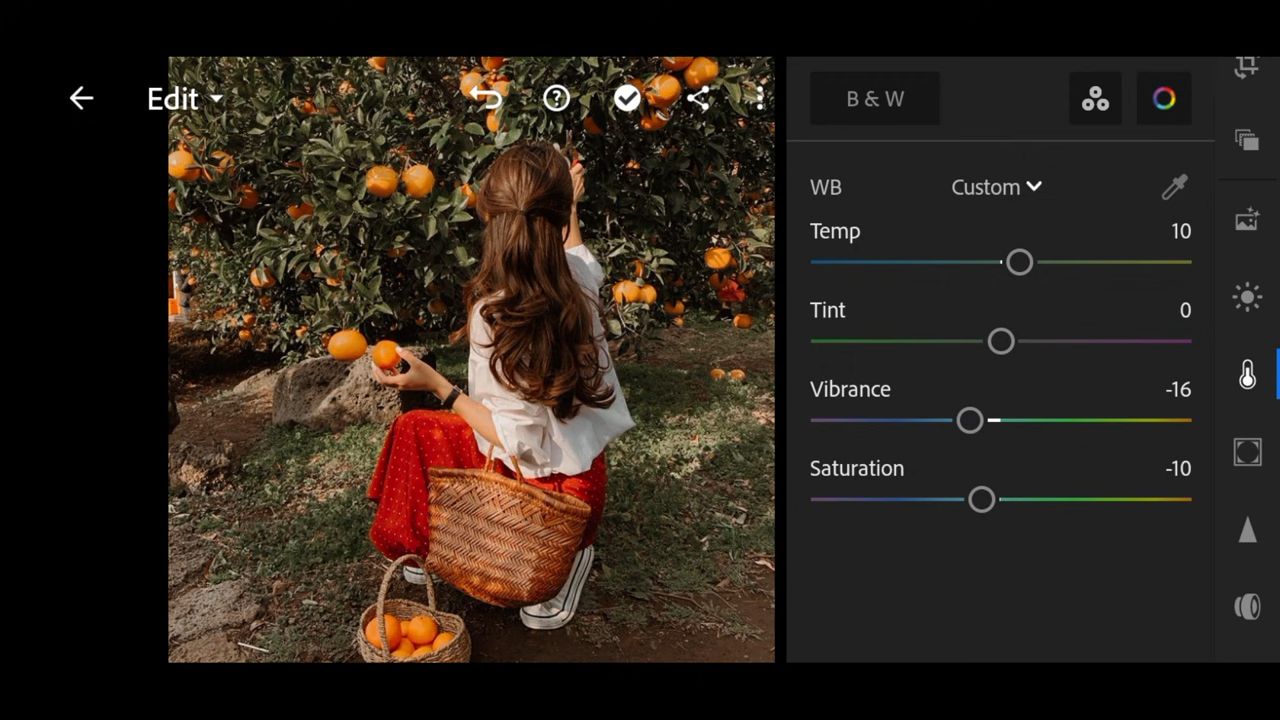 Edit
B & W
WB Custom
Temp 10
Tint 0
Vibrance -16
Saturation -10